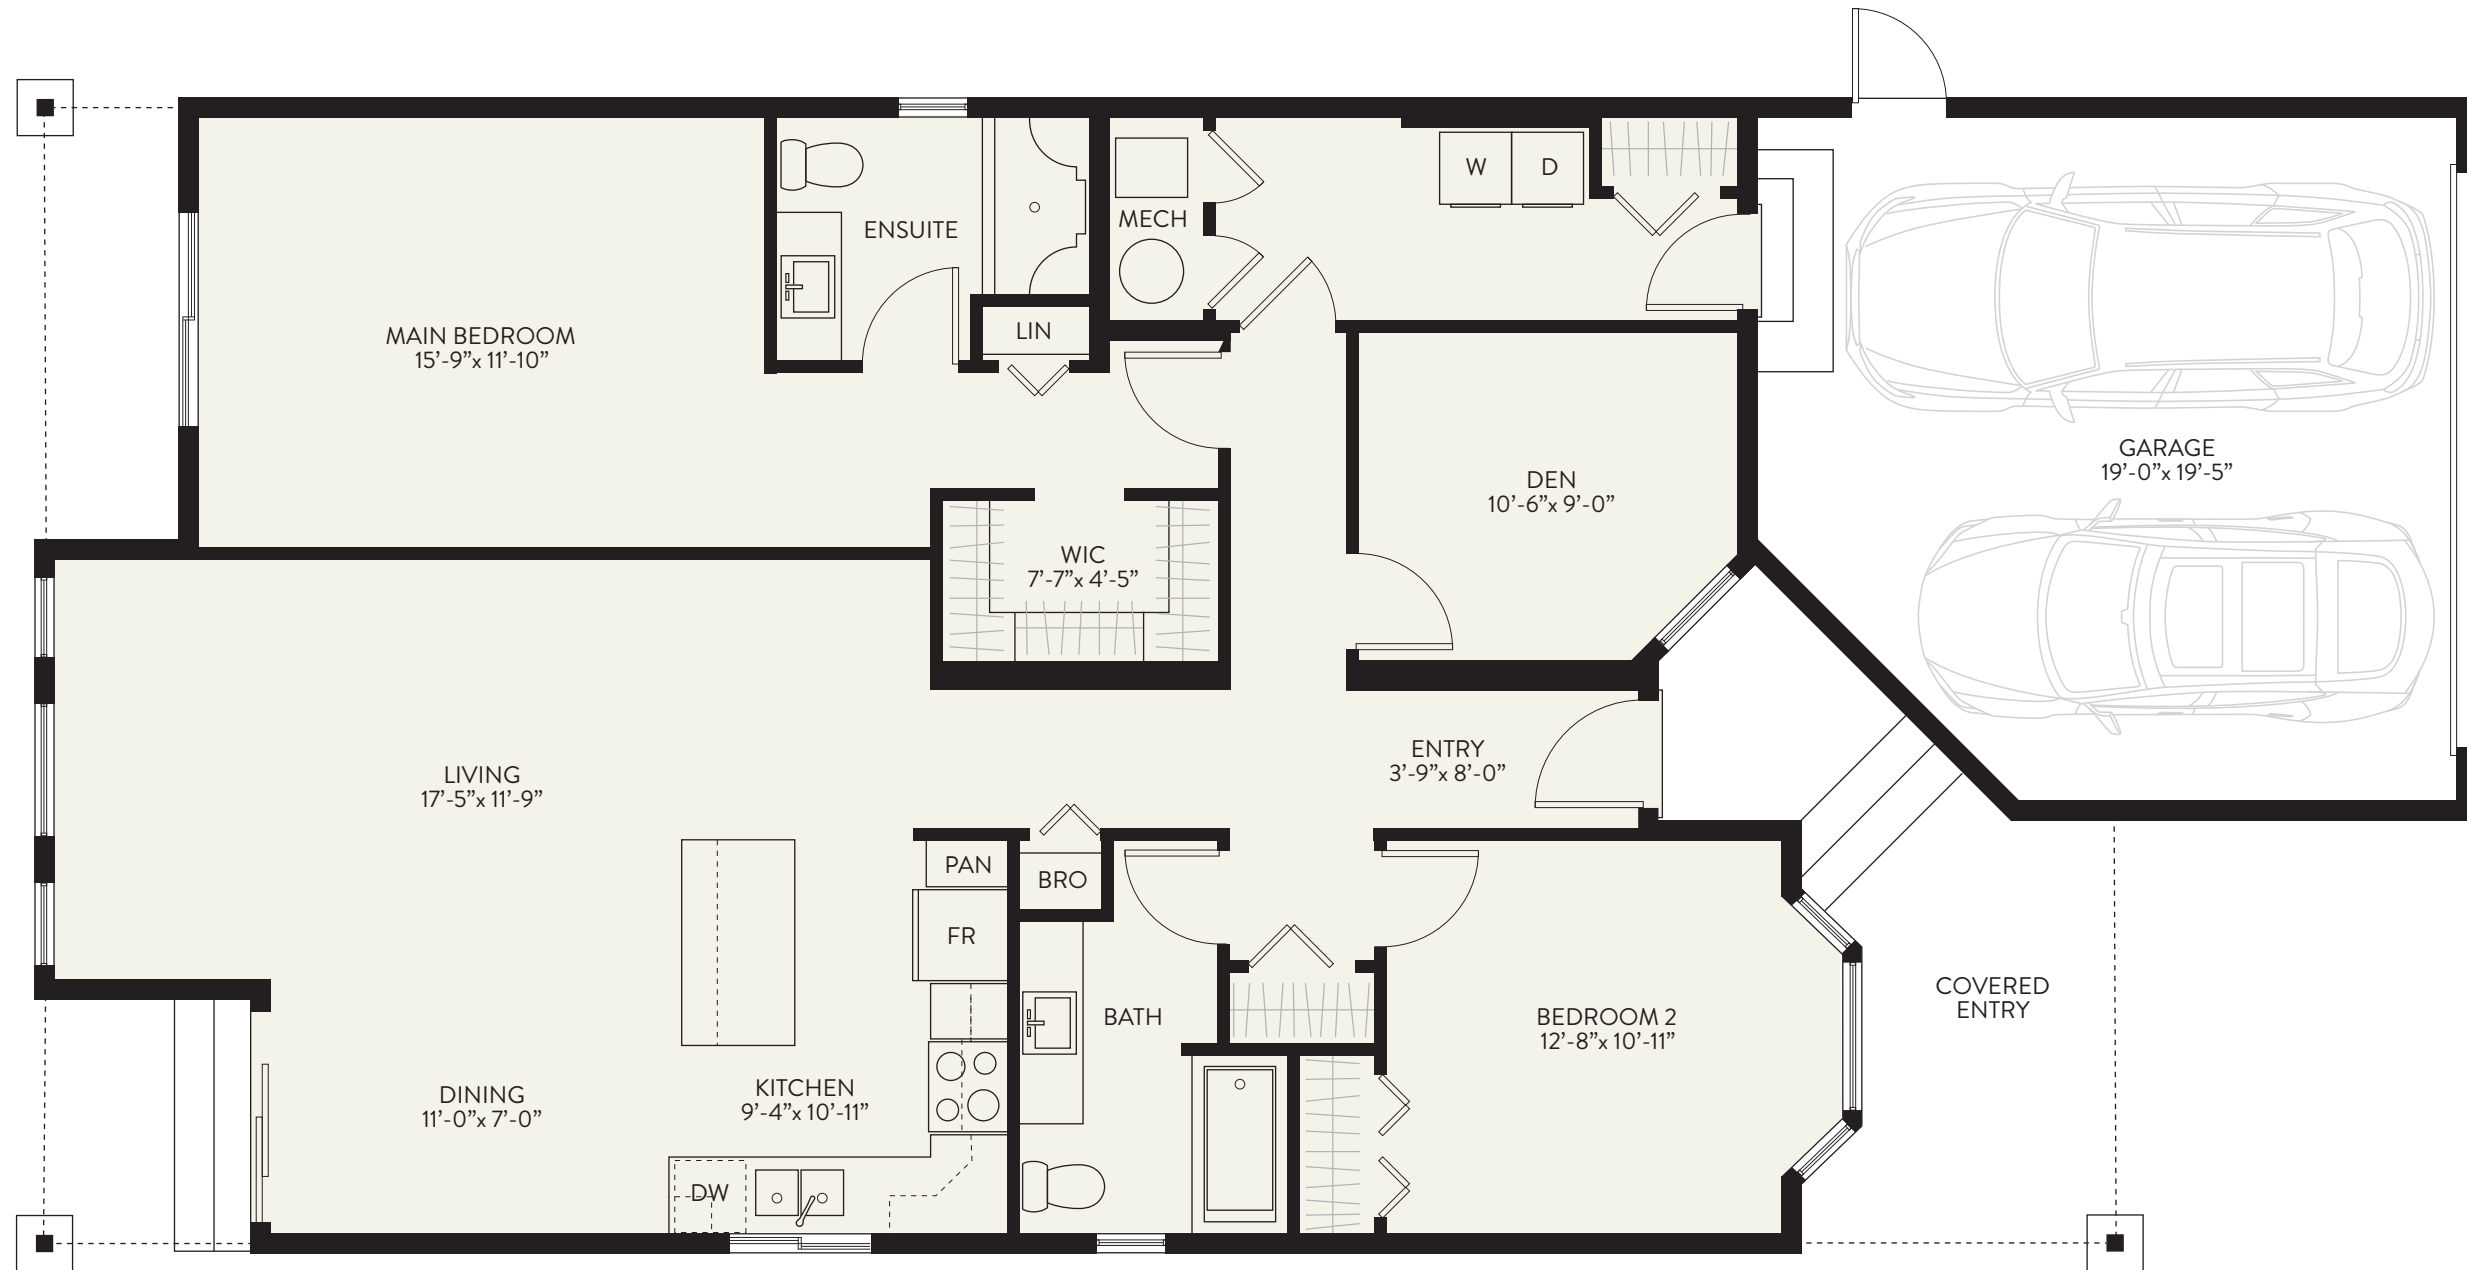 MAIN BEDROOM
15’-9”x 11’-10”
ENSUITE
LIN
MECH
W
D
DEN
10’-6”x 9’-0”
GARAGE
19’-0”x 19’-5”
WIC
7’-7”x 4’-5”
LIVING
17’-5”x 11’-9”
ENTRY
3’-9”x 8’-0”
PAN
BRO
FR
BATH
BEDROOM 2
12’-8”x 10’-11”
COVERED
ENTRY
DINING
11’-0”x 7’-0”
KITCHEN
9’-4”x 10’-11”
DW